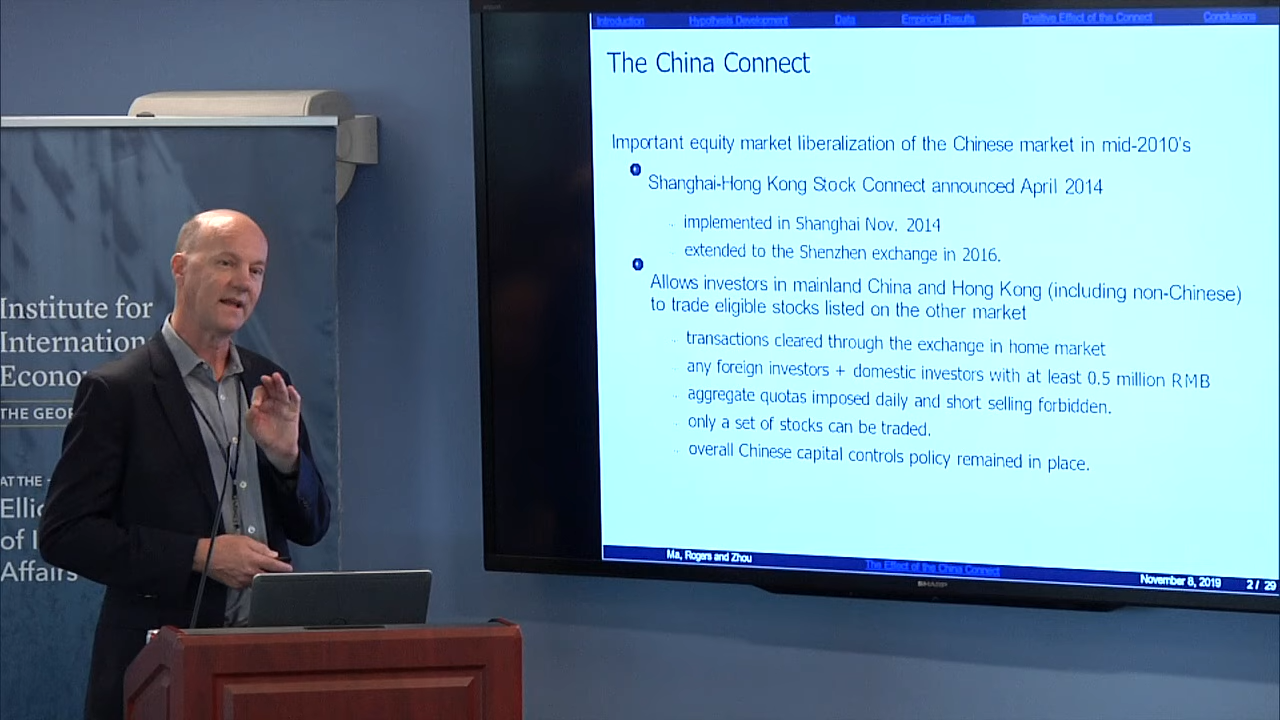 Institute for
Internation
Econo
THE GEOR
AT THE
Ellio
of I
Affairs
Introduction Hypothesis Development Data Empirical Results Positive Effect of the Connect Conclusions
The China Connect
Important equity market liberalization of the Chinese market in mid-2010's
Shanghai-Hong Kong Stock Connect announced April 2014
implemented in Shanghai Nov. 2014
extended to the Shenzhen exchange in 2016.
Allows investors in mainland China and Hong Kong (including non-Chinese)
to trade eligible stocks listed on the other market
transactions cleared through the exchange in home market
any foreign investors + domestic investors with at least 0.5 million RMB
aggregate quotas imposed daily and short selling forbidden.
only a set of stocks can be traded.
overall Chinese capital controls policy remained in place.
Ma, Rogers and Zhou The Effect of the China Connect November 8, 2019 2 / 29
SHARP